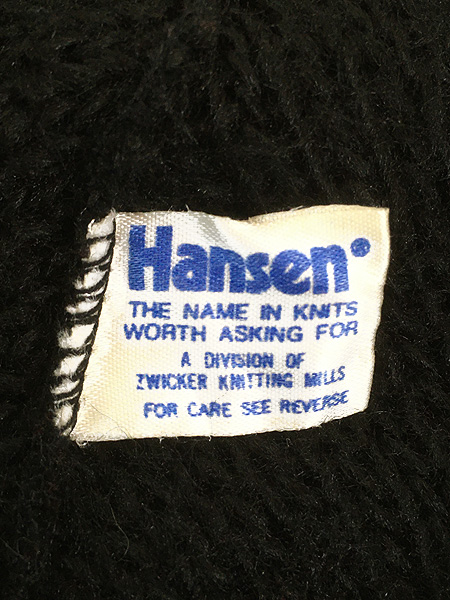 Hansen®
THE NAME IN KNITS
WORTH ASKING FOR
A DIVISION OF
ZWICKER KNITTING MILLS
FOR CARE SEE REVERSE